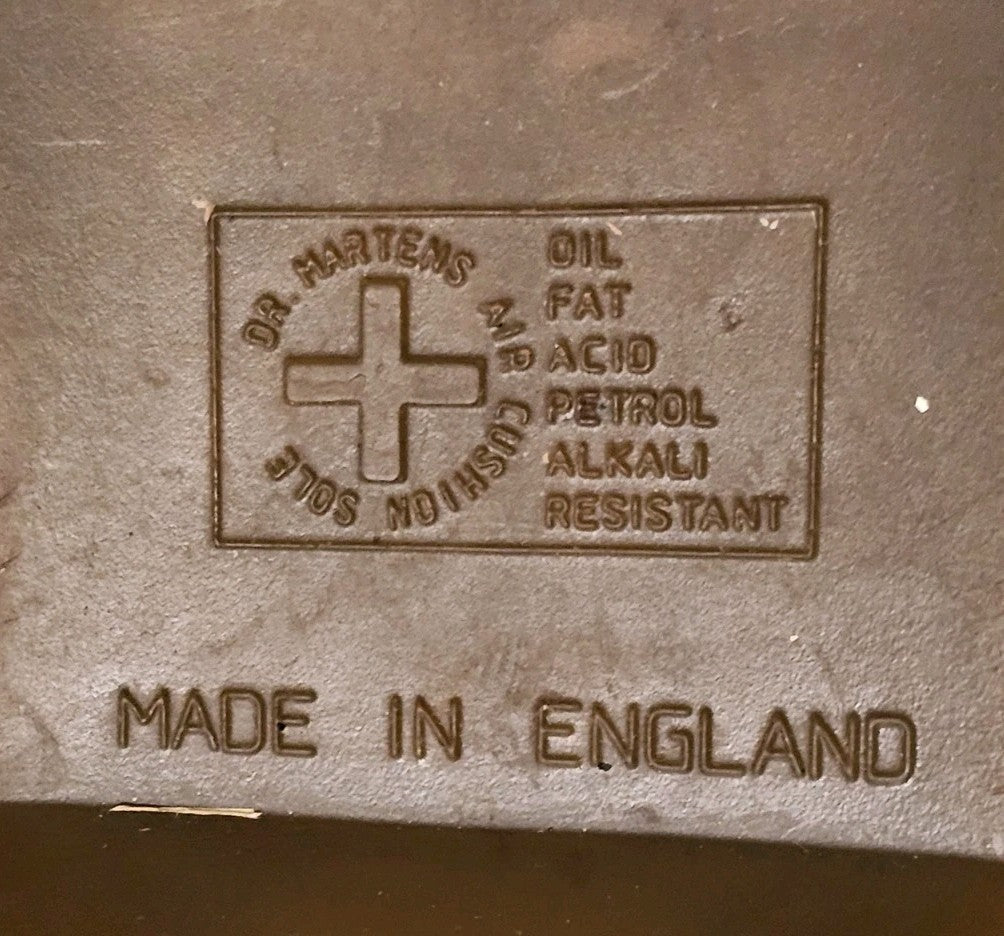 DR. MARTENS AIR CUSHION SOLE
OIL
FAT
ACID
PETROL
ALKALI
RESISTANT
MADE IN ENGLAND